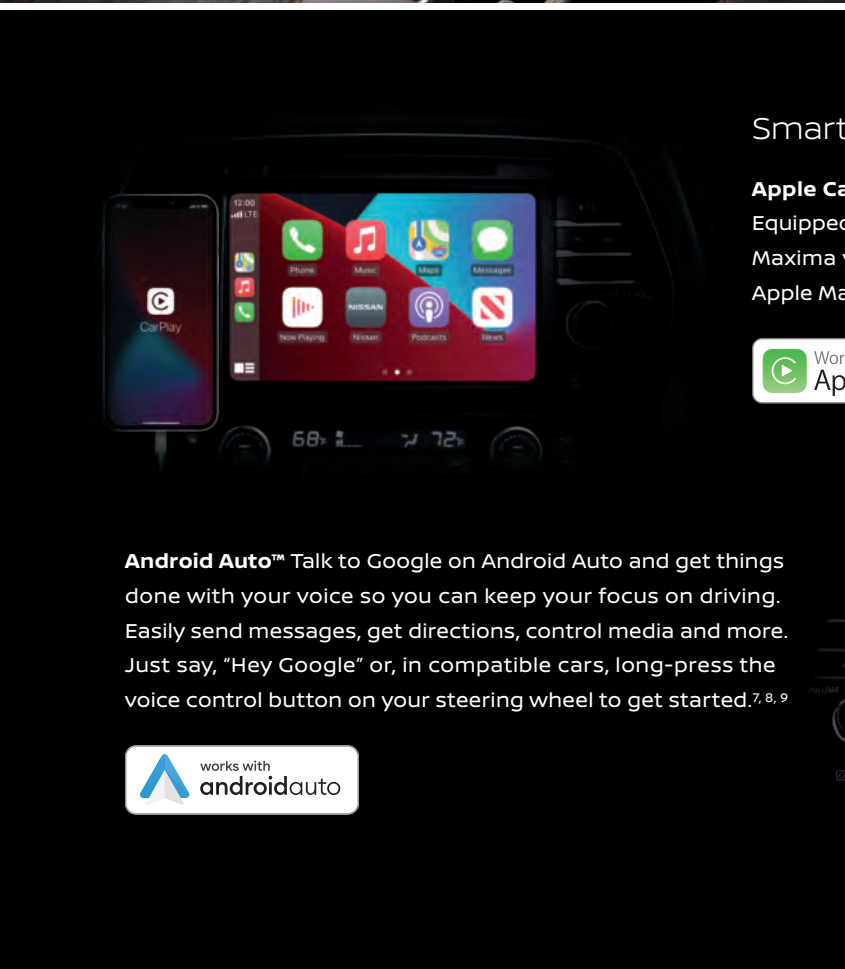 Smart
Apple Ca
Equipped
Maxima
Apple Ma
Wor
Ap
12:00
LTE
Phone
Music
Maps
Messages
CarPlay
NISSAN
Now Playing
Nissan
Podcasts
News
68°F
72°F
Android Auto™ Talk to Google on Android Auto and get things
done with your voice so you can keep your focus on driving.
Easily send messages, get directions, control media and more.
Just say, “Hey Google” or, in compatible cars, long-press the
voice control button on your steering wheel to get started.7, 8, 9
VOLUME
works with
androidauto